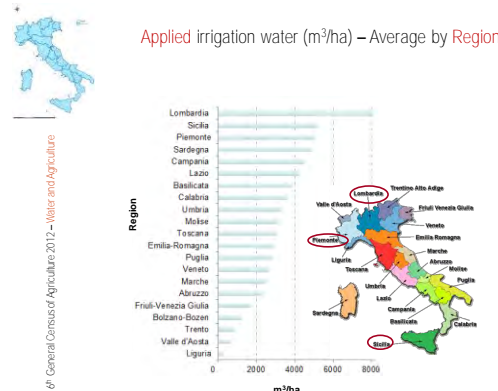 Applied irrigation water (m³/ha) – Average by Region
6th General Census of Agriculture 2012 – Water and Agriculture
Region
Lombardia
Sicilia
Piemonte
Sardegna
Campania
Lazio
Basilicata
Calabria
Umbria
Molise
Toscana
Emilia-Romagna
Puglia
Veneto
Marche
Abruzzo
Friuli-Venezia Giulia
Bolzano-Bozen
Trento
Valle d'Aosta
Liguria
0 2000 4000 6000 8000
m³/ha
Lombardia
Trentino Alto Adige
Valle d'Aosta
Friuli Venezia Giulia
Veneto
Piemonte
Emilia Romagna
Liguria
Marche
Toscana
Abruzzo
Molise
Umbria
Puglia
Lazio
Sardegna
Campania
Basilicata
Calabria
Sicilia